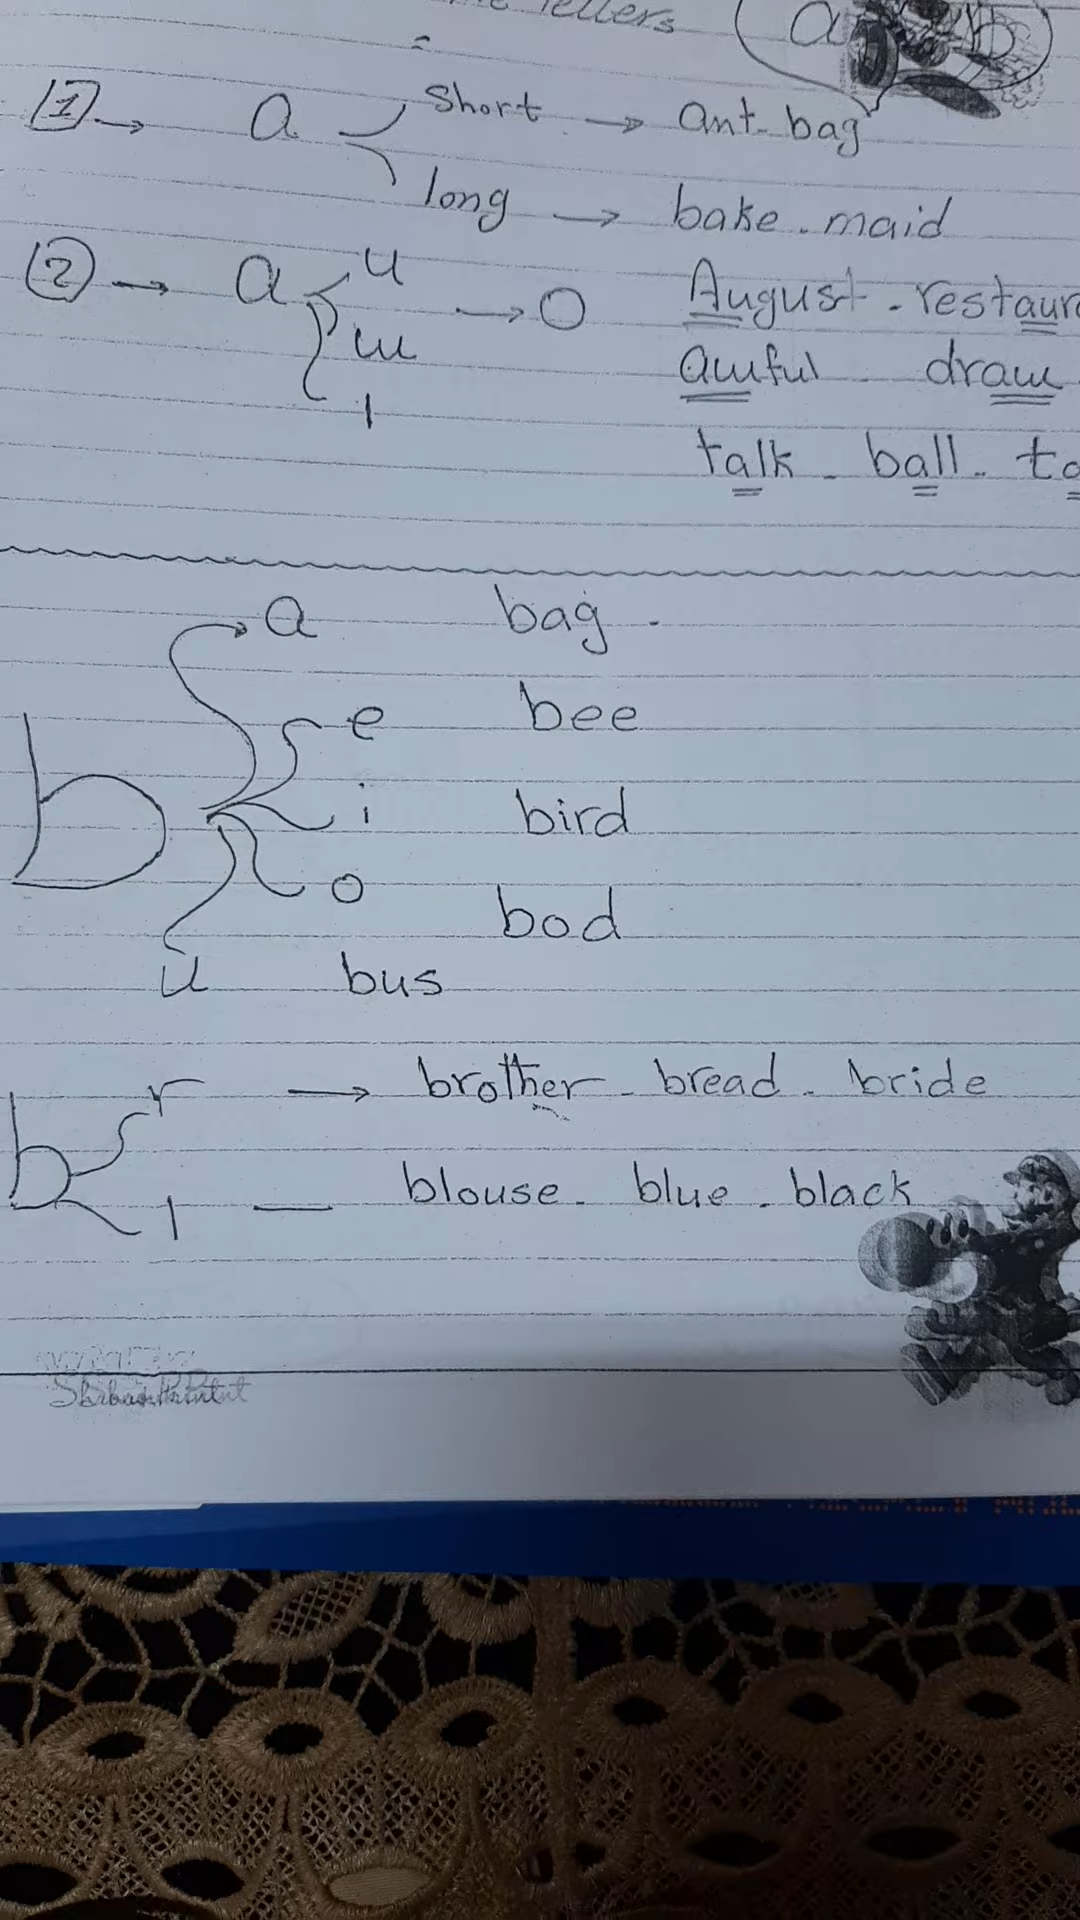 letters a b
1 → a short → ant - bag
long → bake - maid
2 → a u → o August - restaur
w awful draw
l talk - ball -
b a bag -
e bee
i bird
o bod
u bus
b r → brother - bread - bride
l — blouse - blue - black